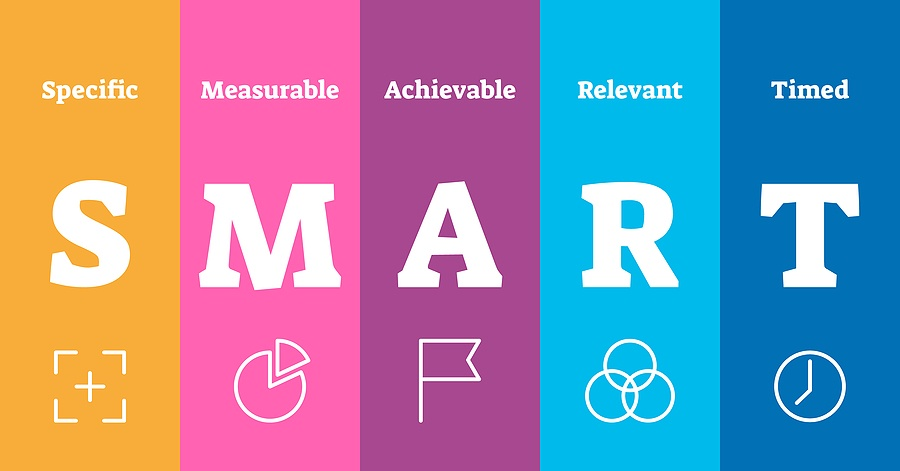 Specific Measurable Achievable Relevant Timed
S M A R T